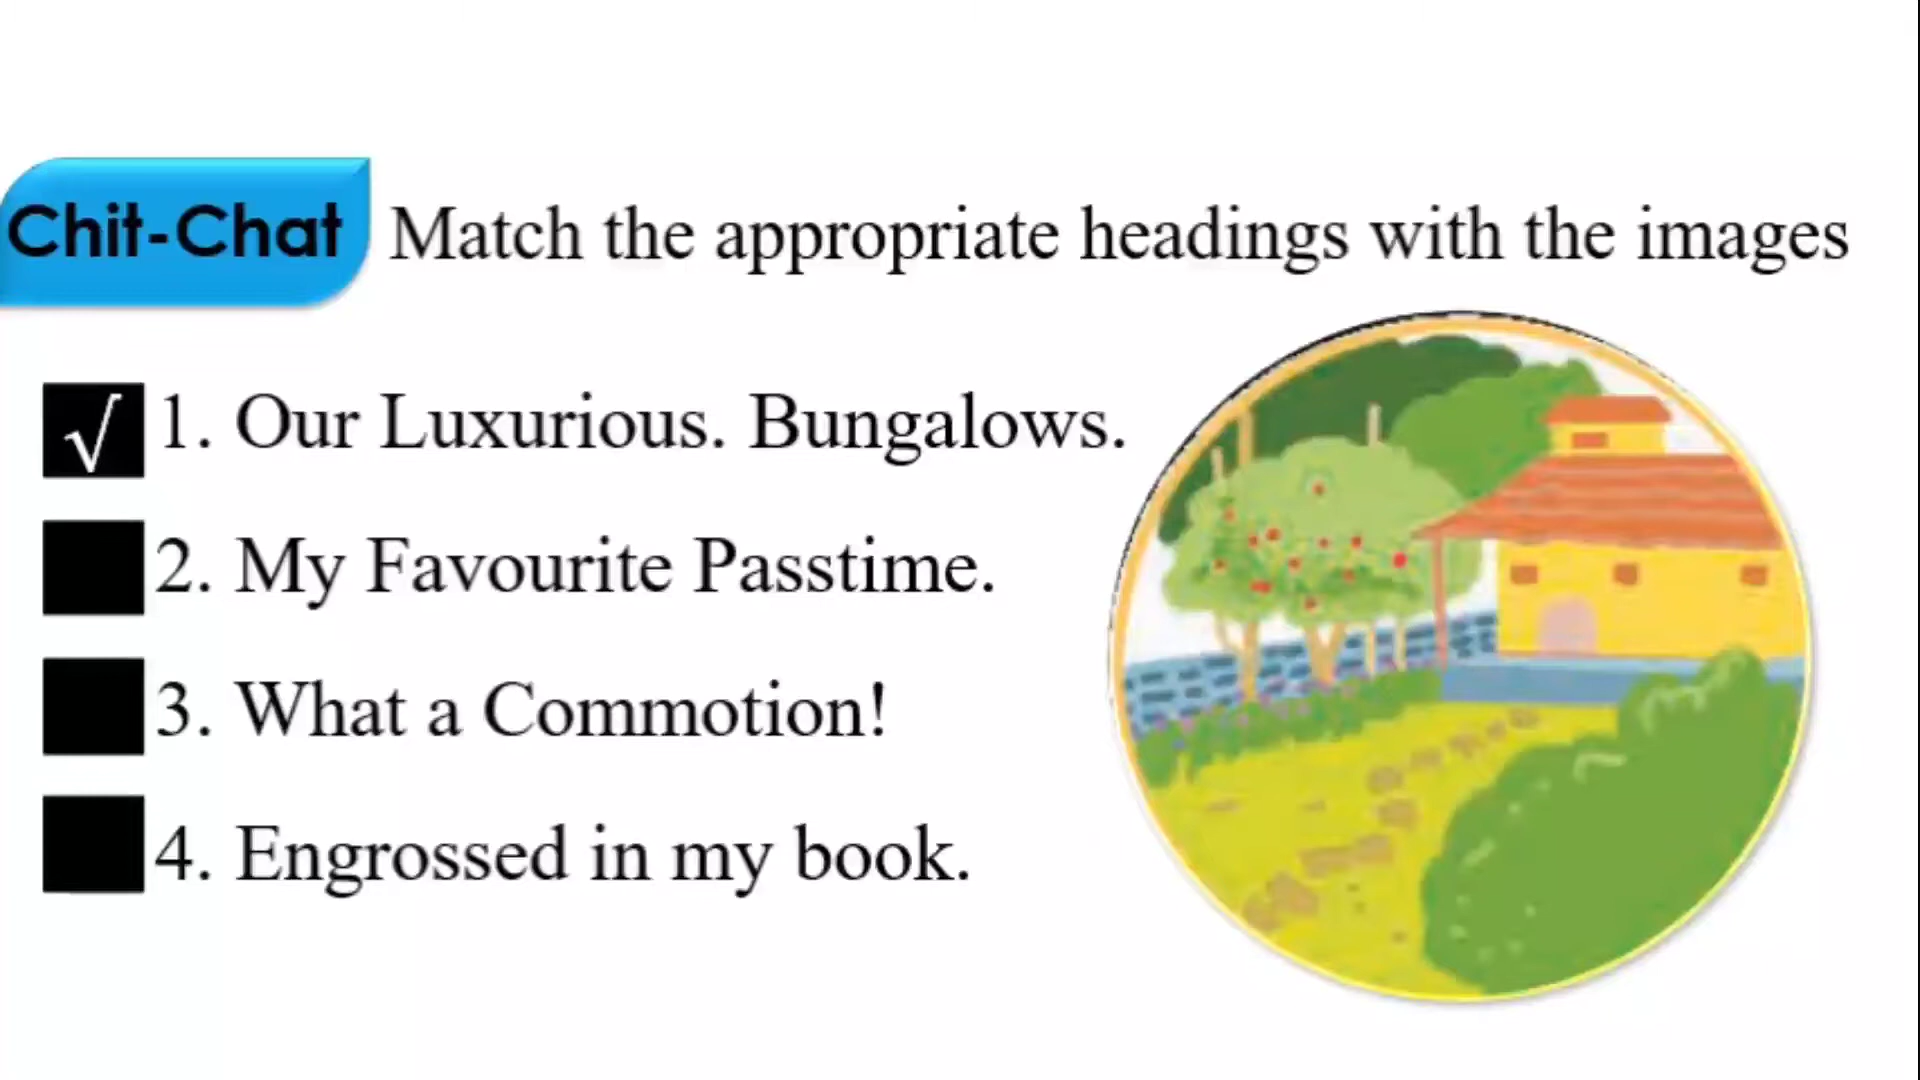 Chit-Chat Match the appropriate headings with the images
√ 1. Our Luxurious. Bungalows.
2. My Favourite Passtime.
3. What a Commotion!
4. Engrossed in my book.